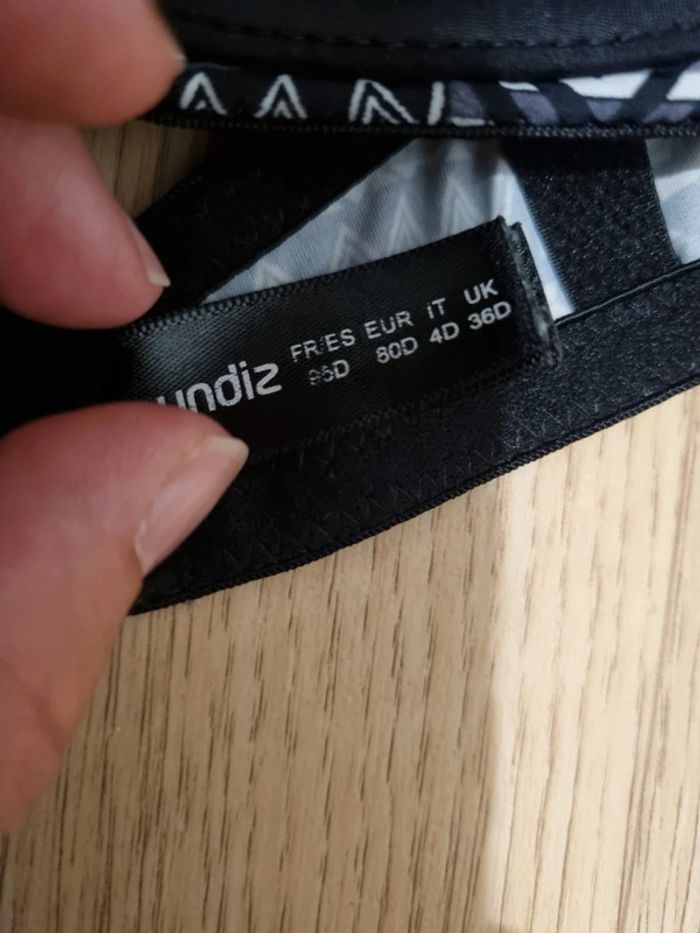 undiz
FR/ES EUR IT UK
95D 80D 4D 36D